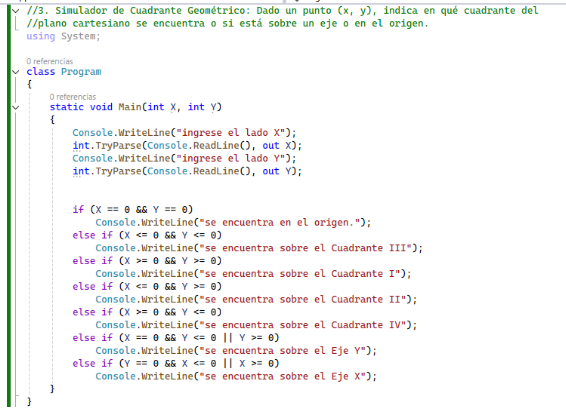 //3. Simulador de Cuadrante Geométrico: Dado un punto (x, y), indica en qué cuadrante del
//plano cartesiano se encuentra o si está sobre un eje o en el origen.
using System;
0 referencias
class Program
{
0 referencias
static void Main(int X, int Y)
{
Console.WriteLine("ingrese el lado X");
int.TryParse(Console.ReadLine(), out X);
Console.WriteLine("ingrese el lado Y");
int.TryParse(Console.ReadLine(), out Y);
if (X == 0 && Y == 0)
Console.WriteLine("se encuentra en el origen.");
else if (X <= 0 && Y <= 0)
Console.WriteLine("se encuentra sobre el Cuadrante III");
else if (X >= 0 && Y >= 0)
Console.WriteLine("se encuentra sobre el Cuadrante I");
else if (X <= 0 && Y >= 0)
Console.WriteLine("se encuentra sobre el Cuadrante II");
else if (X >= 0 && Y <= 0)
Console.WriteLine("se encuentra sobre el Cuadrante IV");
else if (X == 0 && Y <= 0 || Y >= 0)
Console.WriteLine("se encuentra sobre el Eje Y");
else if (Y == 0 && X <= 0 || X >= 0)
Console.WriteLine("se encuentra sobre el Eje X");
}
}